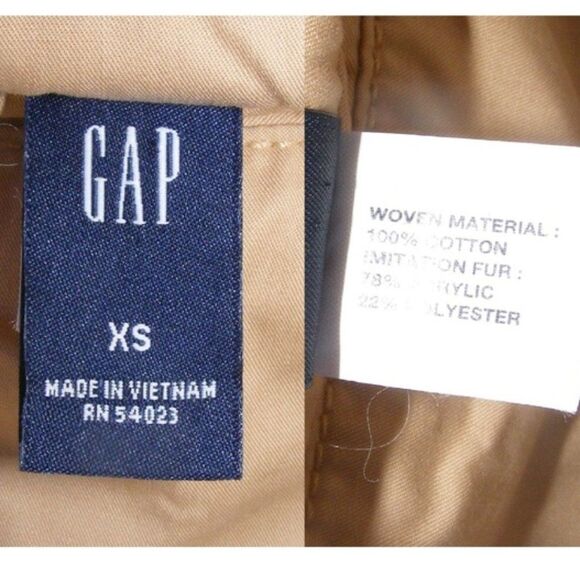 GAP
XS
MADE IN VIETNAM
RN 54023
WOVEN MATERIAL :
100% COTTON
IMITATION FUR :
78% ACRYLIC
22% POLYESTER